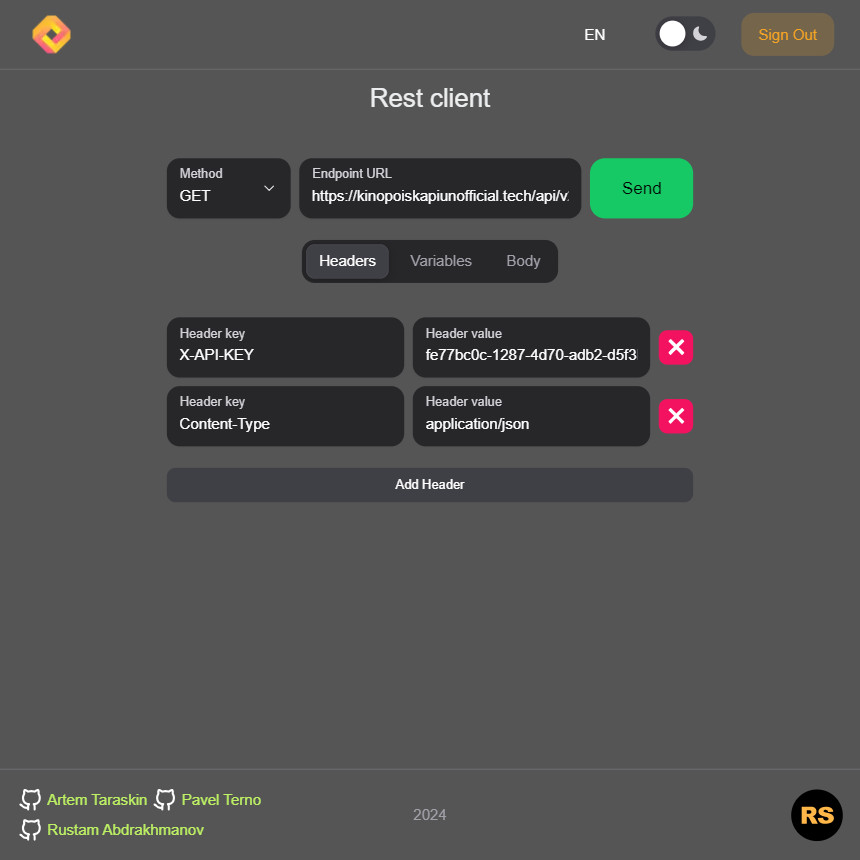 EN
Sign Out
Rest client
Method
GET
Endpoint URL
https://kinopoiskapiunofficial.tech/api/v
Send
Headers
Variables
Body
Header key
X-API-KEY
Header value
fe77bc0c-1287-4d70-adb2-d5f3
Header key
Content-Type
Header value
application/json
Add Header
Artem Taraskin
Pavel Terno
Rustam Abdrakhmanov
2024
RS